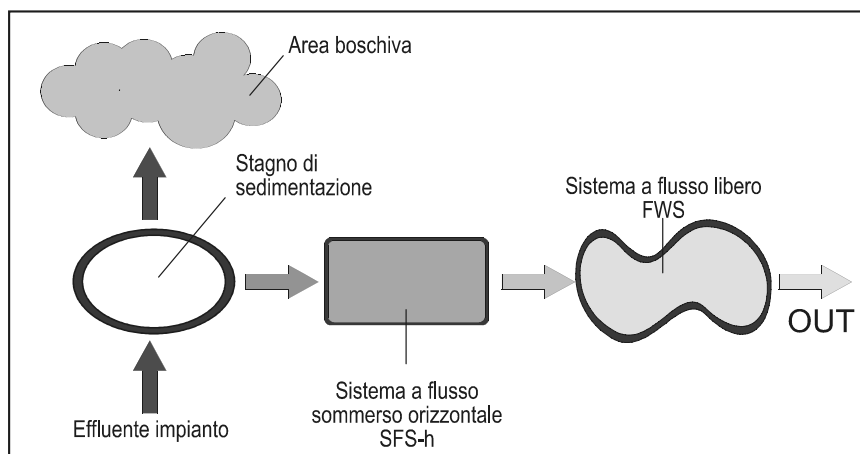 Area boschiva
Stagno di
sedimentazione
Sistema a flusso libero
FWS
OUT
Sistema a flusso
sommerso orizzontale
SFS-h
Effluente impianto